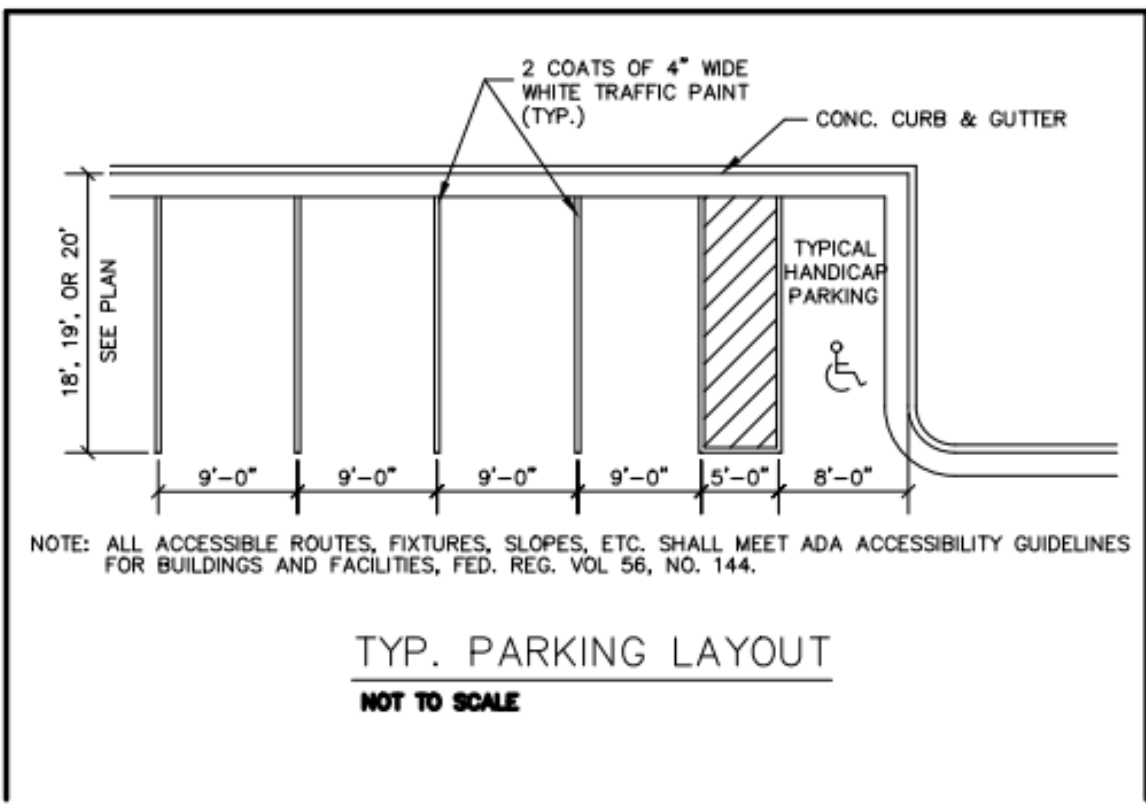 2 COATS OF 4" WIDE
WHITE TRAFFIC PAINT
(TYP.)
CONC. CURB & GUTTER
18', 19', OR 20'
SEE PLAN
TYPICAL
HANDICAP
PARKING
9'-0" 9'-0" 9'-0" 9'-0" 5'-0" 8'-0"
NOTE: ALL ACCESSIBLE ROUTES, FIXTURES, SLOPES, ETC. SHALL MEET ADA ACCESSIBILITY GUIDELINES
FOR BUILDINGS AND FACILITIES, FED. REG. VOL 56, NO. 144.
TYP. PARKING LAYOUT
NOT TO SCALE